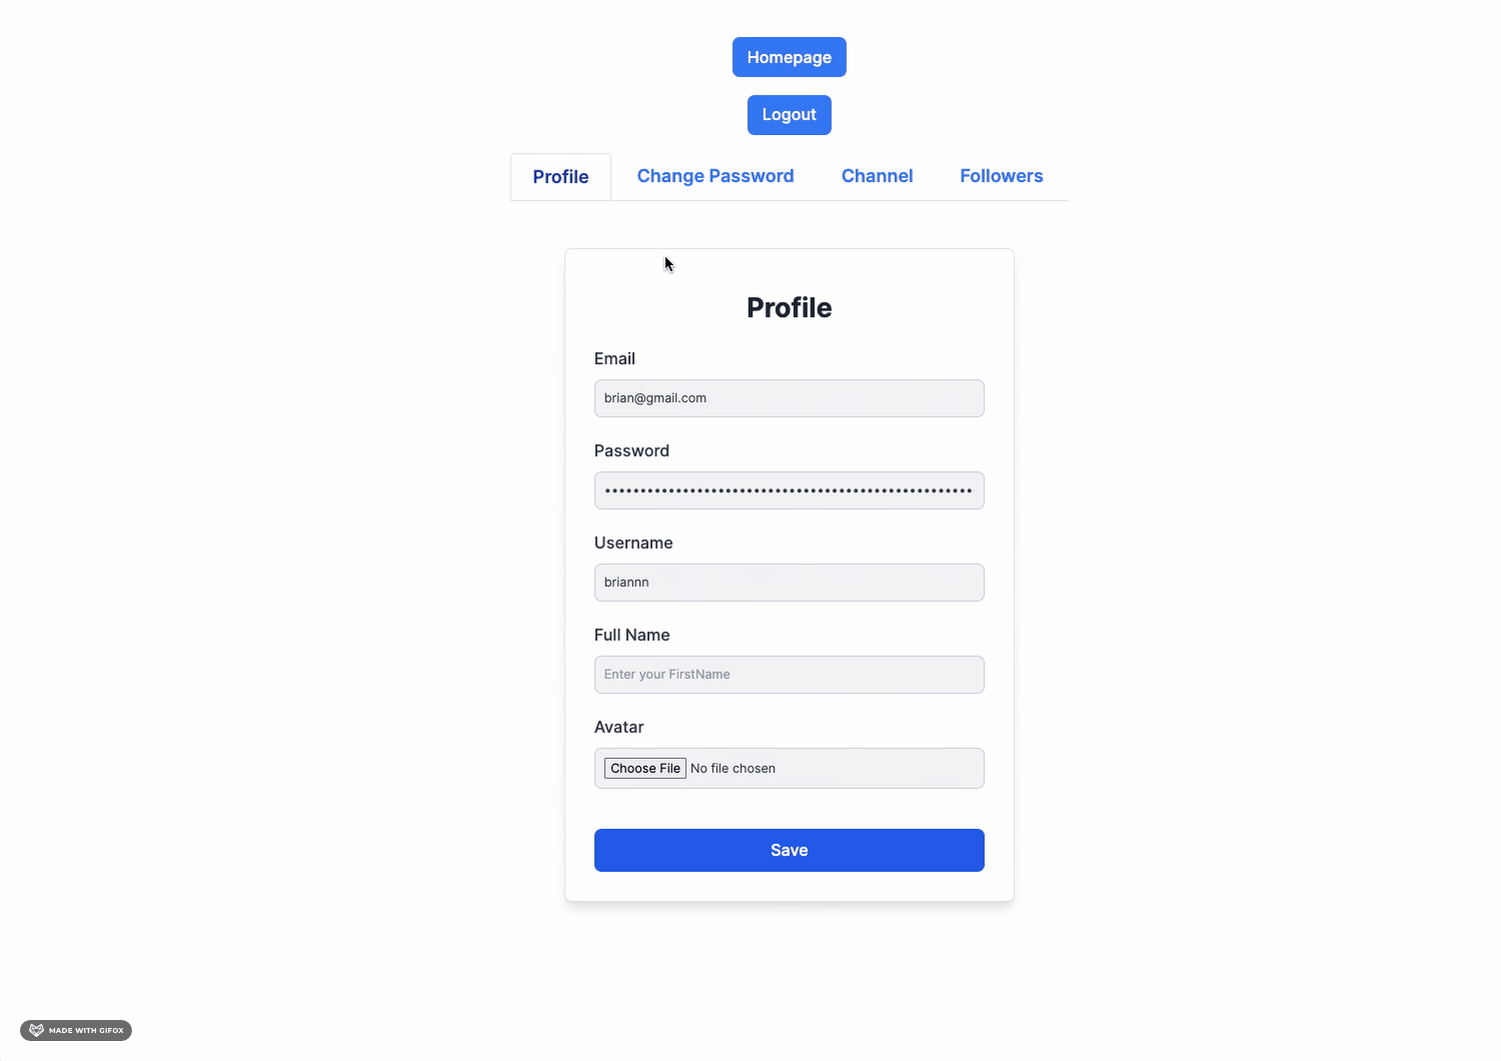 Homepage
Logout
Profile Change Password Channel Followers
Profile
Email
brian@gmail.com
Password
••••••••••••••••••••••••••••••••••••••••••••••••••••
Username
briannn
Full Name
Enter your FirstName
Avatar
Choose File No file chosen
Save
MADE WITH GIFOX